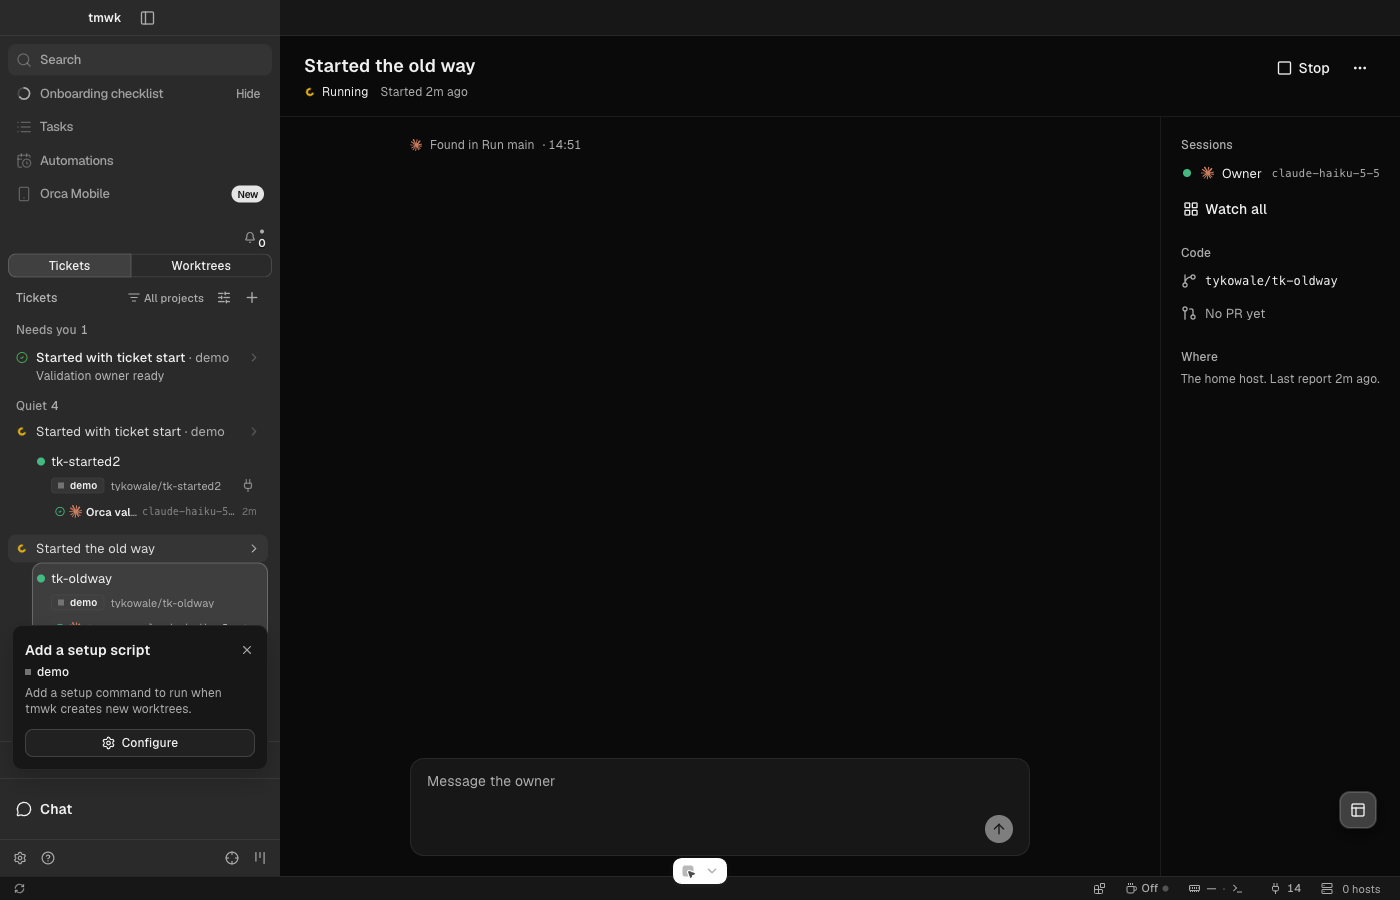 tmwk
Search
Onboarding checklist Hide
Tasks
Automations
Orca Mobile New
0
Tickets Worktrees
Tickets All projects
Needs you 1
Started with ticket start · demo
Validation owner ready
Quiet 4
Started with ticket start · demo
tk-started2
demo tykowale/tk-started2
Orca val… claude-haiku-5… 2m
Started the old way
tk-oldway
demo tykowale/tk-oldway
Add a setup script
demo
Add a setup command to run when
tmwk creates new worktrees.
Configure
Chat
Started the old way
Running Started 2m ago
Stop
Found in Run main · 14:51
Message the owner
Sessions
Owner claude-haiku-5-5
Watch all
Code
tykowale/tk-oldway
No PR yet
Where
The home host. Last report 2m ago.
Off — · 14 0 hosts